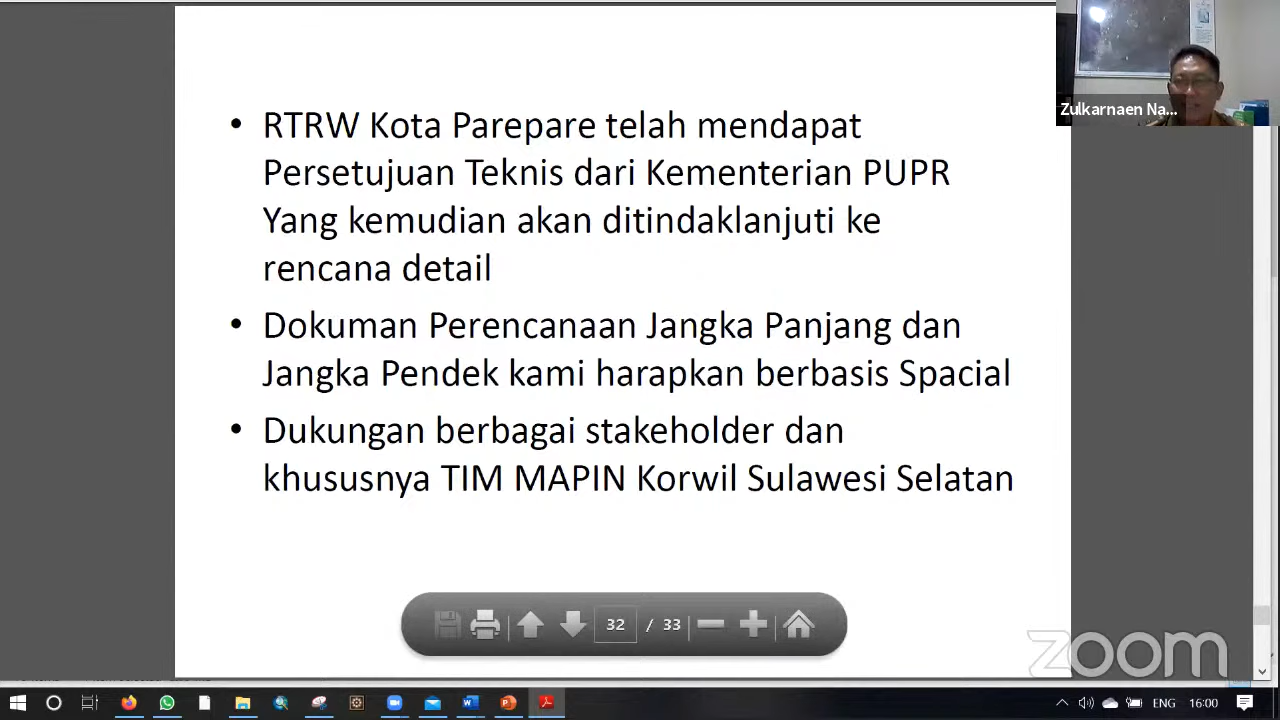 Zulkarnaen Na...
• RTRW Kota Parepare telah mendapat
Persetujuan Teknis dari Kementerian PUPR
Yang kemudian akan ditindaklanjuti ke
rencana detail
• Dokuman Perencanaan Jangka Panjang dan
Jangka Pendek kami harapkan berbasis Spacial
• Dukungan berbagai stakeholder dan
khususnya TIM MAPIN Korwil Sulawesi Selatan
32 / 33
zoom
ENG 16:00